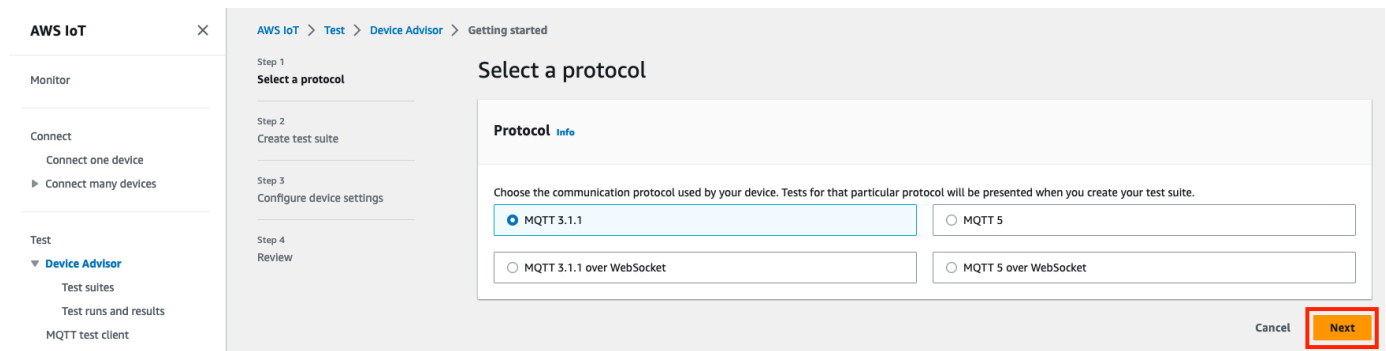 AWS IoT
Monitor
Connect
Connect one device
Connect many devices
Test
Device Advisor
Test suites
Test runs and results
MQTT test client
AWS IoT > Test > Device Advisor > Getting started
Step 1
Select a protocol
Step 2
Create test suite
Step 3
Configure device settings
Step 4
Review
Select a protocol
Protocol Info
Choose the communication protocol used by your device. Tests for that particular protocol will be presented when you create your test suite.
MQTT 3.1.1
MQTT 5
MQTT 3.1.1 over WebSocket
MQTT 5 over WebSocket
Cancel
Next